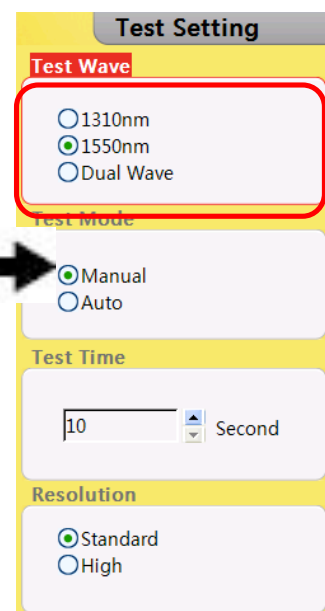 Test Setting
Test Wave
1310nm
1550nm
Dual Wave
Test Mode
Manual
Auto
Test Time
10 Second
Resolution
Standard
High